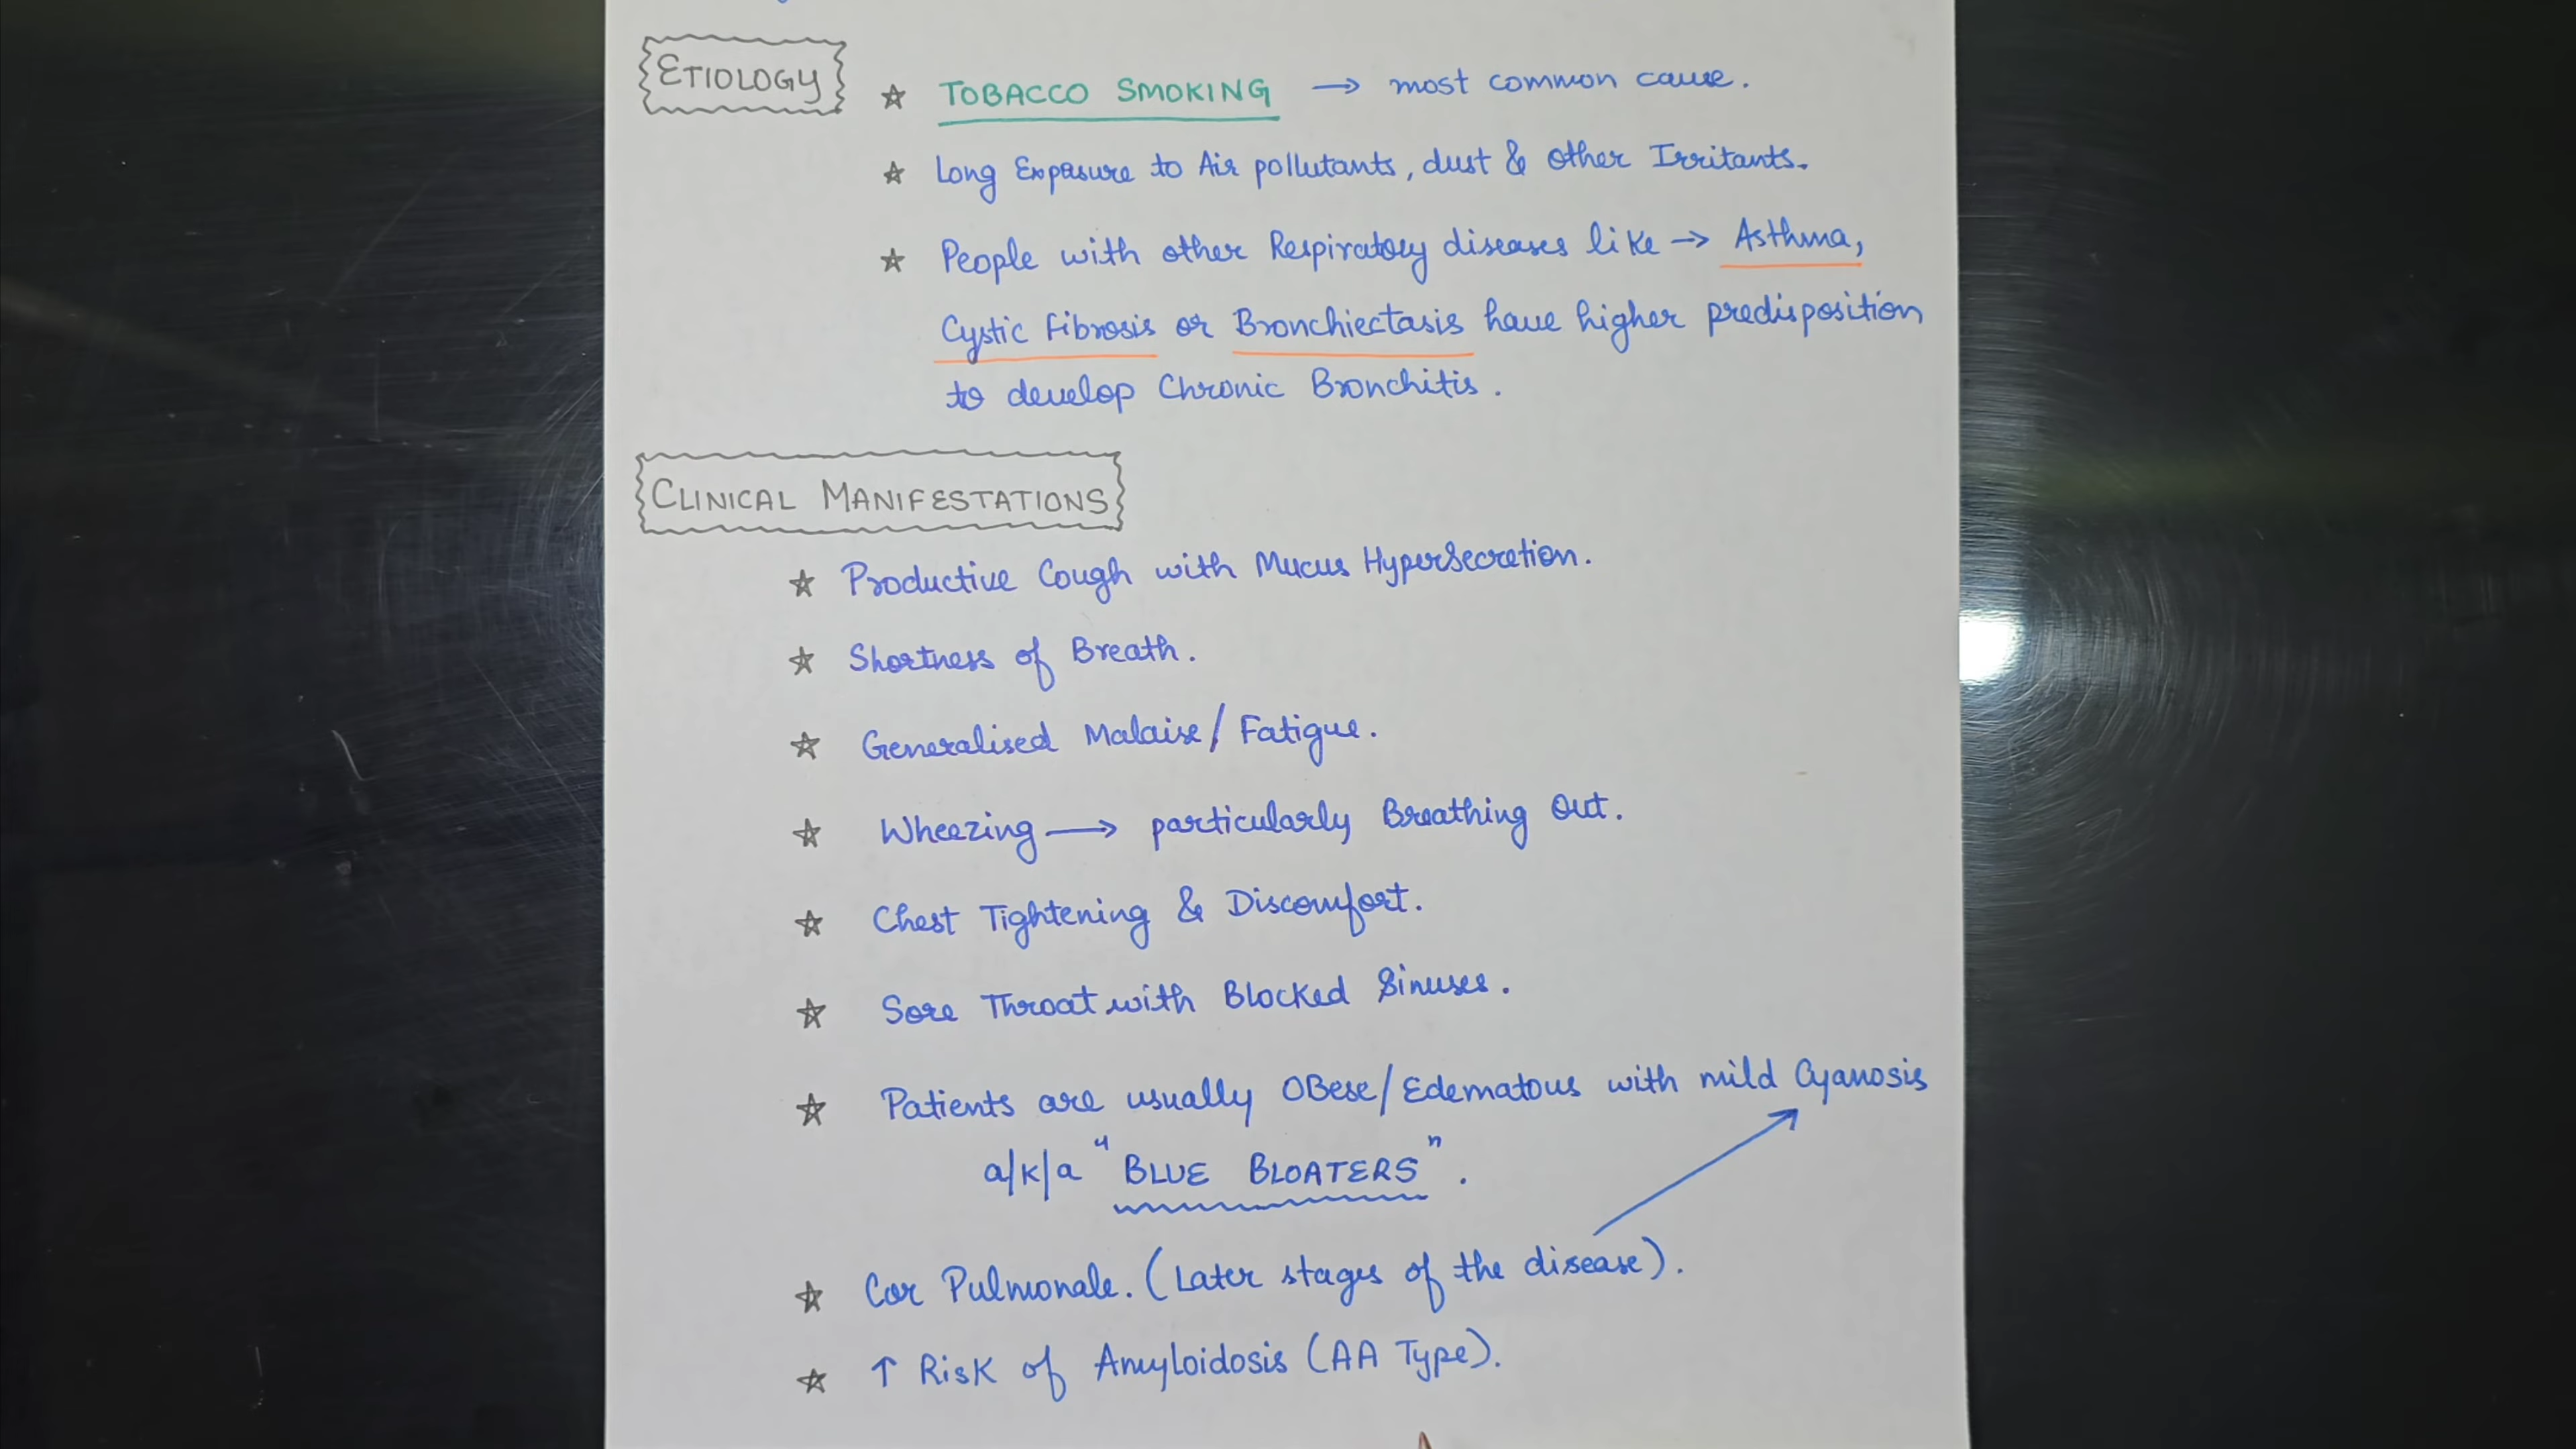 ETIOLOGY
☆ TOBACCO SMOKING → most common cause.
☆ Long Exposure to Air pollutants, dust & other Irritants.
☆ People with other Respiratory diseases like → Asthma,
Cystic Fibrosis or Bronchiectasis have higher predisposition
to develop Chronic Bronchitis.
CLINICAL MANIFESTATIONS
☆ Productive Cough with Mucus Hypersecretion.
☆ Shortness of Breath.
☆ Generalised Malaise/Fatigue.
☆ Wheezing → particularly Breathing Out.
☆ Chest Tightening & Discomfort.
☆ Sore Throat with Blocked Sinuses.
☆ Patients are usually OBese/Edematous with mild Cyanosis
a/k/a "BLUE BLOATERS".
☆ Cor Pulmonale. (Later stages of the disease).
☆ ↑ Risk of Amyloidosis (AA Type).